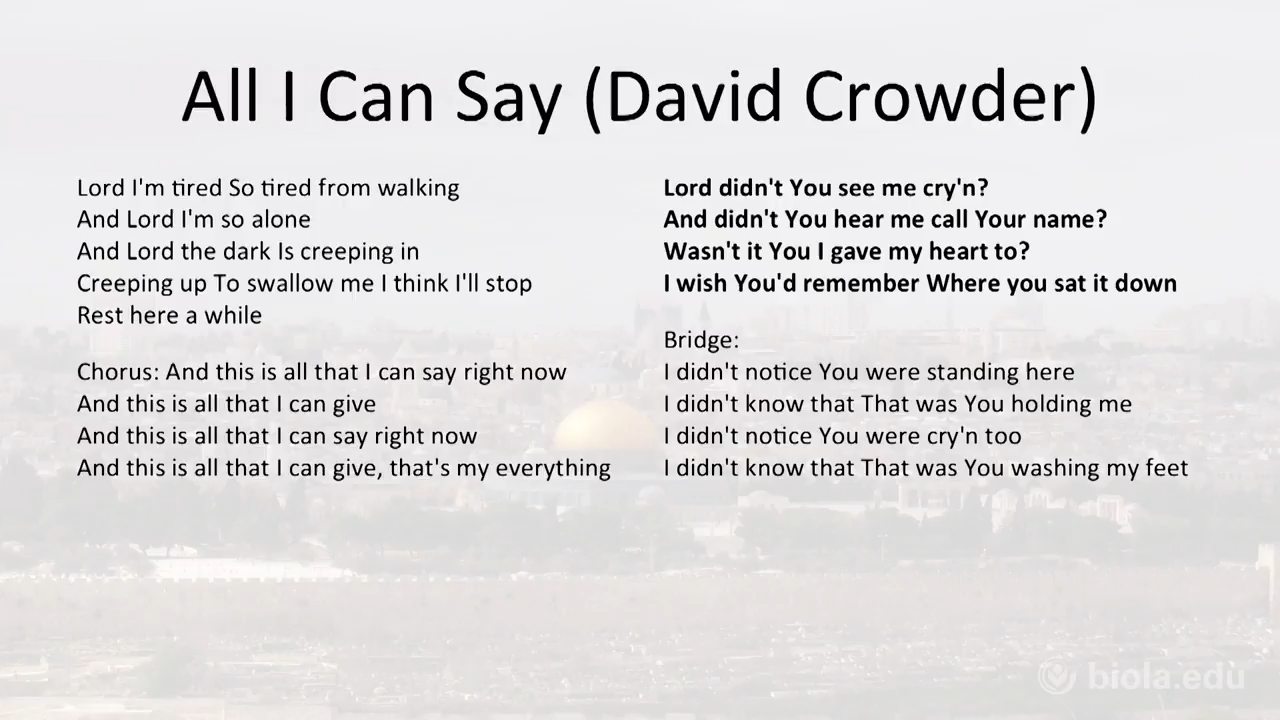 All I Can Say (David Crowder)
Lord I'm tired So tired from walking
And Lord I'm so alone
And Lord the dark Is creeping in
Creeping up To swallow me I think I'll stop
Rest here a while
Chorus: And this is all that I can say right now
And this is all that I can give
And this is all that I can say right now
And this is all that I can give, that's my everything
Lord didn't You see me cry'n?
And didn't You hear me call Your name?
Wasn't it You I gave my heart to?
I wish You'd remember Where you sat it down
Bridge:
I didn't notice You were standing here
I didn't know that That was You holding me
I didn't notice You were cry'n too
I didn't know that That was You washing my feet
biola.edu